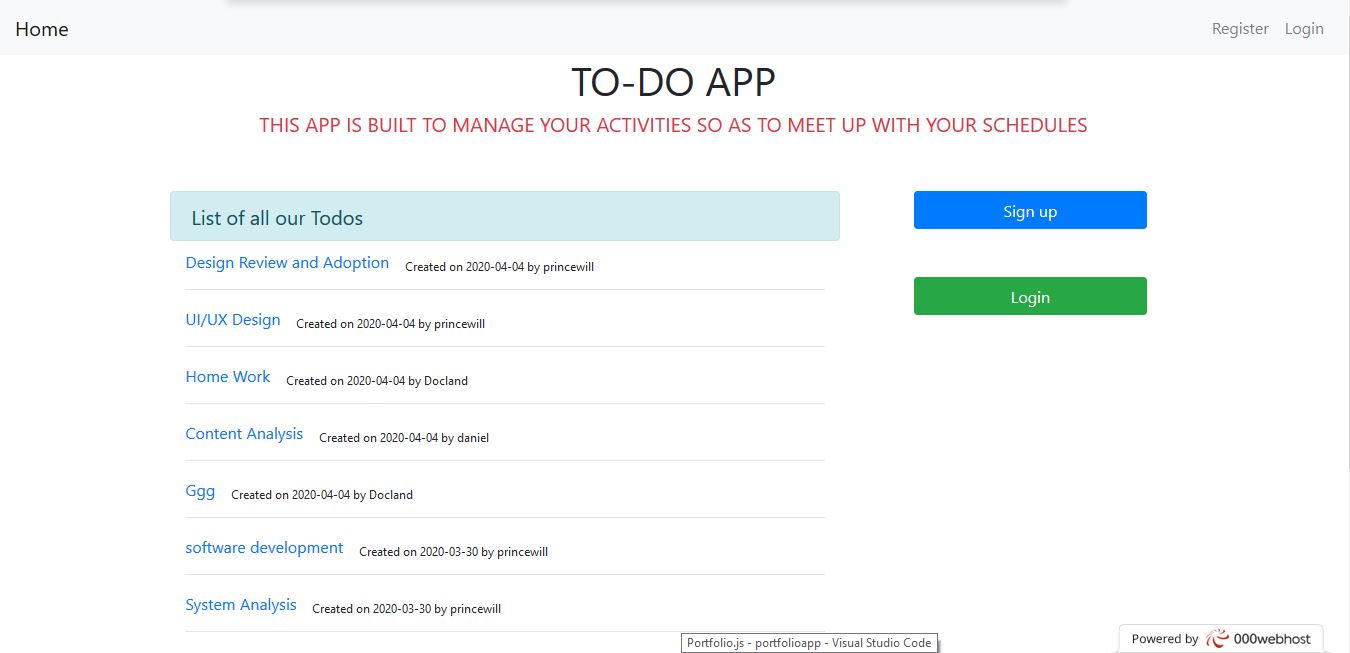 Home Register Login
TO-DO APP
THIS APP IS BUILT TO MANAGE YOUR ACTIVITIES SO AS TO MEET UP WITH YOUR SCHEDULES
List of all our Todos
Sign up
Design Review and Adoption Created on 2020-04-04 by princewill
Login
UI/UX Design Created on 2020-04-04 by princewill
Home Work Created on 2020-04-04 by Docland
Content Analysis Created on 2020-04-04 by daniel
Ggg Created on 2020-04-04 by Docland
software development Created on 2020-03-30 by princewill
System Analysis Created on 2020-03-30 by princewill
Portfolio.js - portfolioapp - Visual Studio Code
Powered by 000webhost